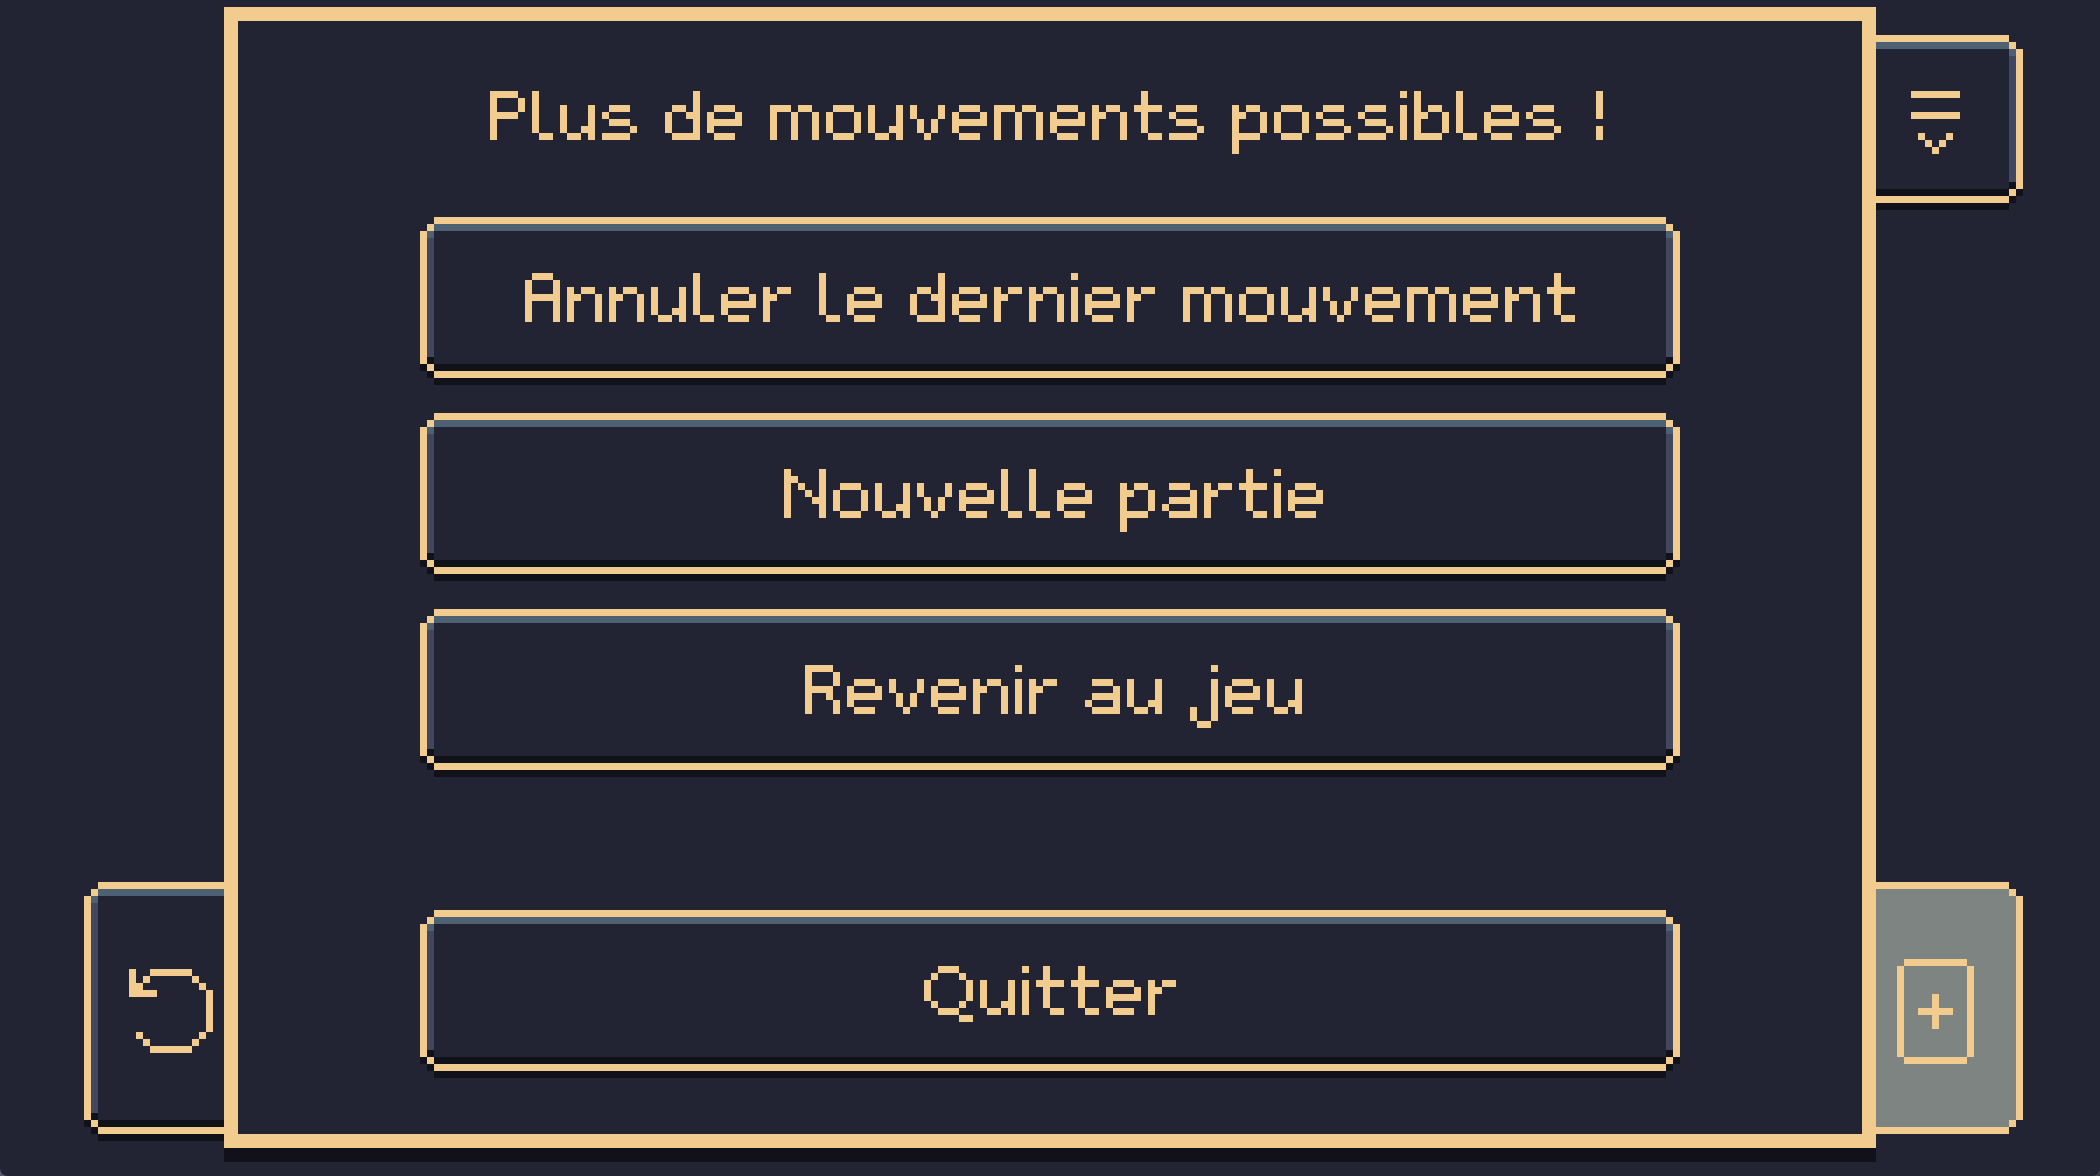 Plus de mouvements possibles !
Annuler le dernier mouvement
Nouvelle partie
Revenir au jeu
Quitter